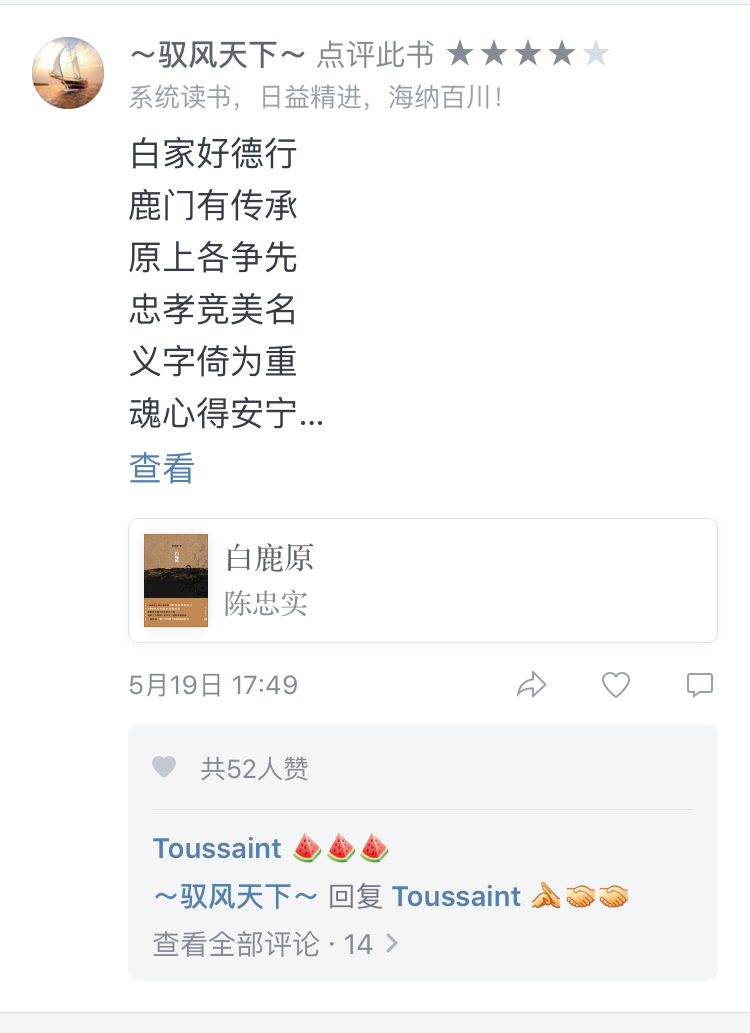 ～驭风天下～ 点评此书 ★★★★★
系统读书，日益精进，海纳百川！
白家好德行
鹿门有传承
原上各争先
忠孝竞美名
义字倚为重
魂心得安宁...
查看
白鹿原
陈忠实
5月19日 17:49
共52人赞
Toussaint 🍉🍉🍉
～驭风天下～ 回复 Toussaint 🙏🤝🤝
查看全部评论 · 14 >